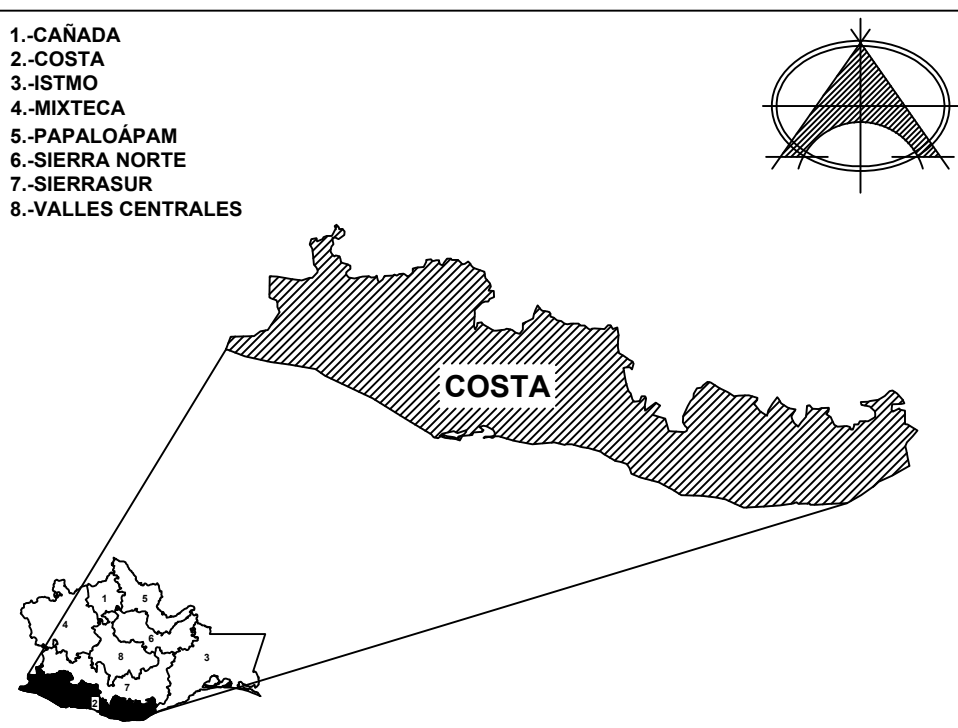 1.-CAÑADA
2.-COSTA
3.-ISTMO
4.-MIXTECA
5.-PAPALOÁPAM
6.-SIERRA NORTE
7.-SIERRASUR
8.-VALLES CENTRALES
COSTA
1
5
4
6
8
3
7
2